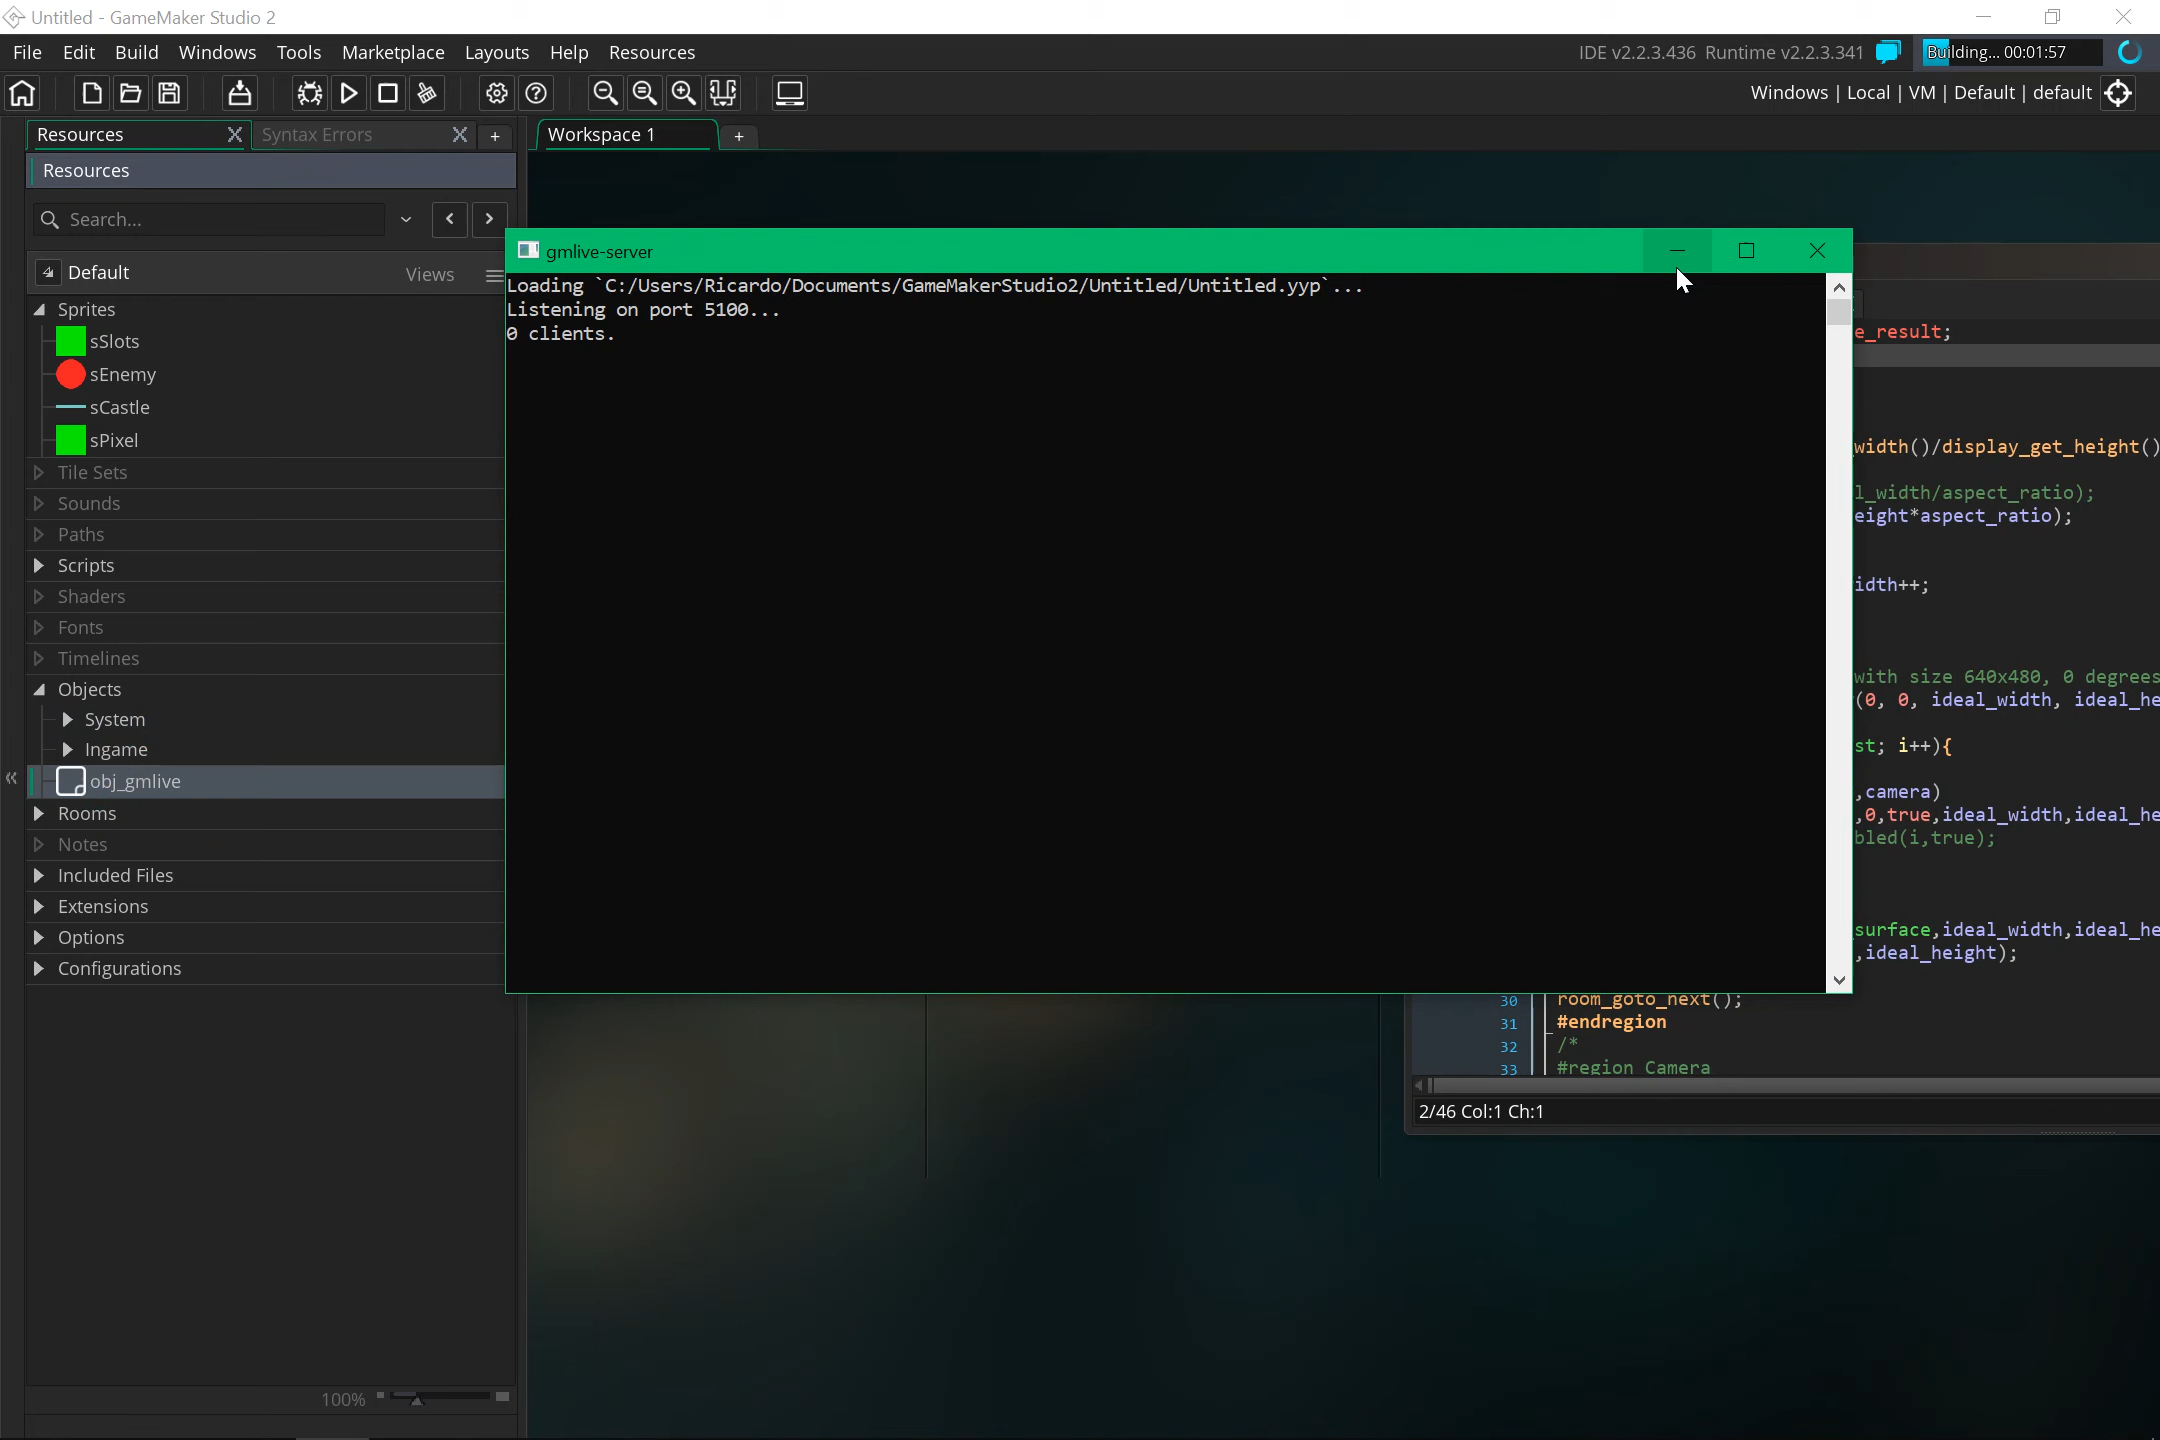 Untitled - GameMaker Studio 2
File Edit Build Windows Tools Marketplace Layouts Help Resources
IDE v2.2.3.436 Runtime v2.2.3.341
Building... 00:01:57
Windows | Local | VM | Default | default
Resources
Syntax Errors
Workspace 1
Resources
Search...
Default
Views
Sprites
sSlots
sEnemy
sCastle
sPixel
Tile Sets
Sounds
Paths
Scripts
Shaders
Fonts
Timelines
Objects
System
Ingame
obj_gmlive
Rooms
Notes
Included Files
Extensions
Options
Configurations
100%
gmlive-server
Loading `C:/Users/Ricardo/Documents/GameMakerStudio2/Untitled/Untitled.yyp`...
Listening on port 5100...
0 clients.
e_result;
width()/display_get_height()
l_width/aspect_ratio);
eight*aspect_ratio);
idth++;
with size 640x480, 0 degrees
(0, 0, ideal_width, ideal_he
st; i++){
,camera)
,0,true,ideal_width,ideal_he
bled(i,true);
surface,ideal_width,ideal_he
,ideal_height);
30 room_goto_next();
31 #endregion
32 /*
33 #region Camera
2/46 Col:1 Ch:1